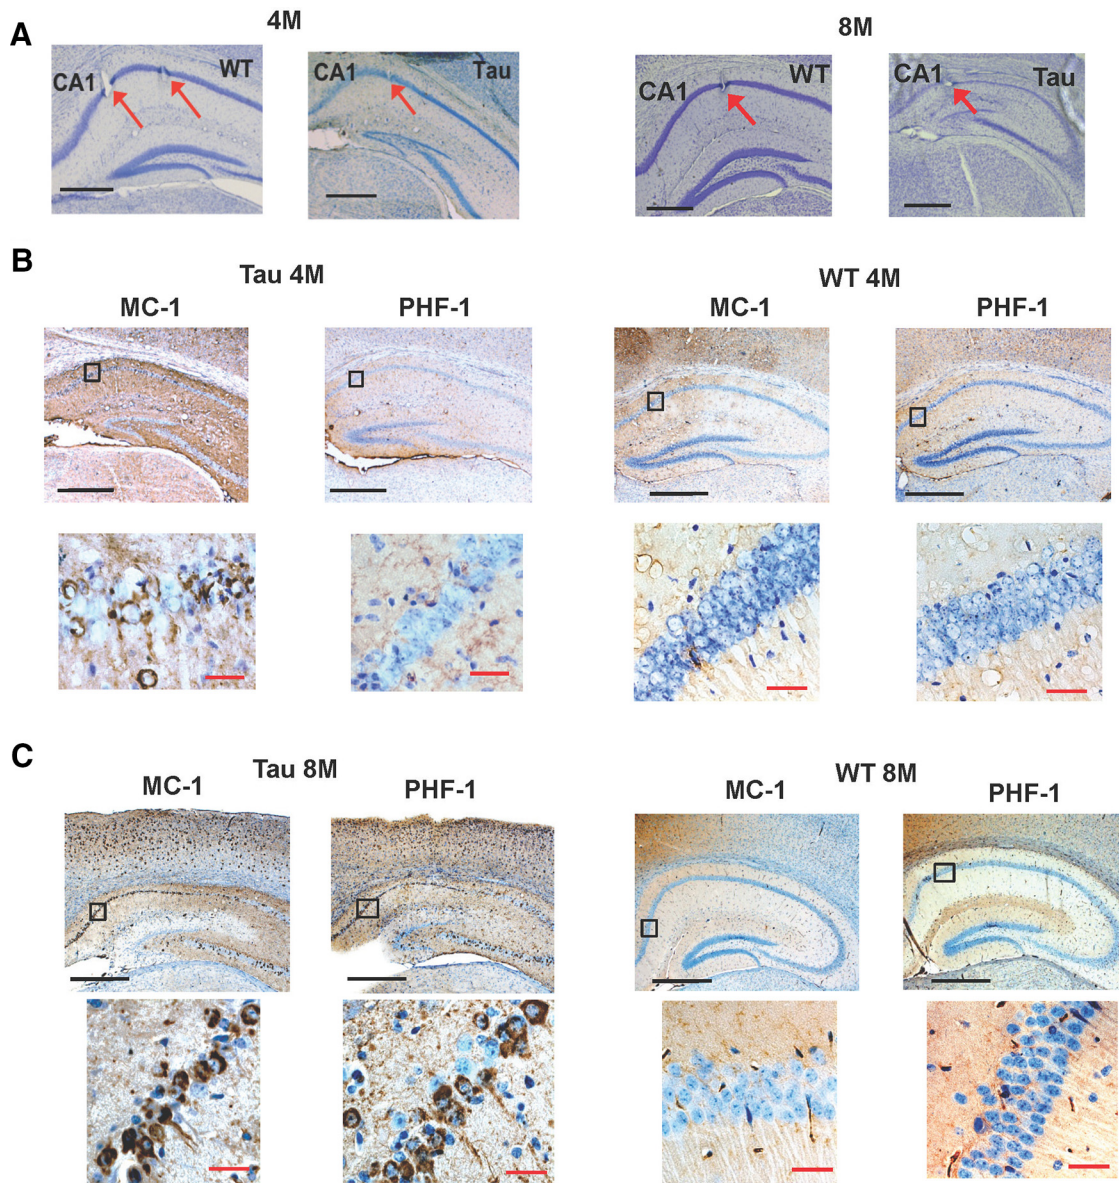 A
4M
8M
CA1
WT
CA1
Tau
CA1
WT
CA1
Tau
B
Tau 4M
WT 4M
MC-1
PHF-1
MC-1
PHF-1
C
Tau 8M
WT 8M
MC-1
PHF-1
MC-1
PHF-1